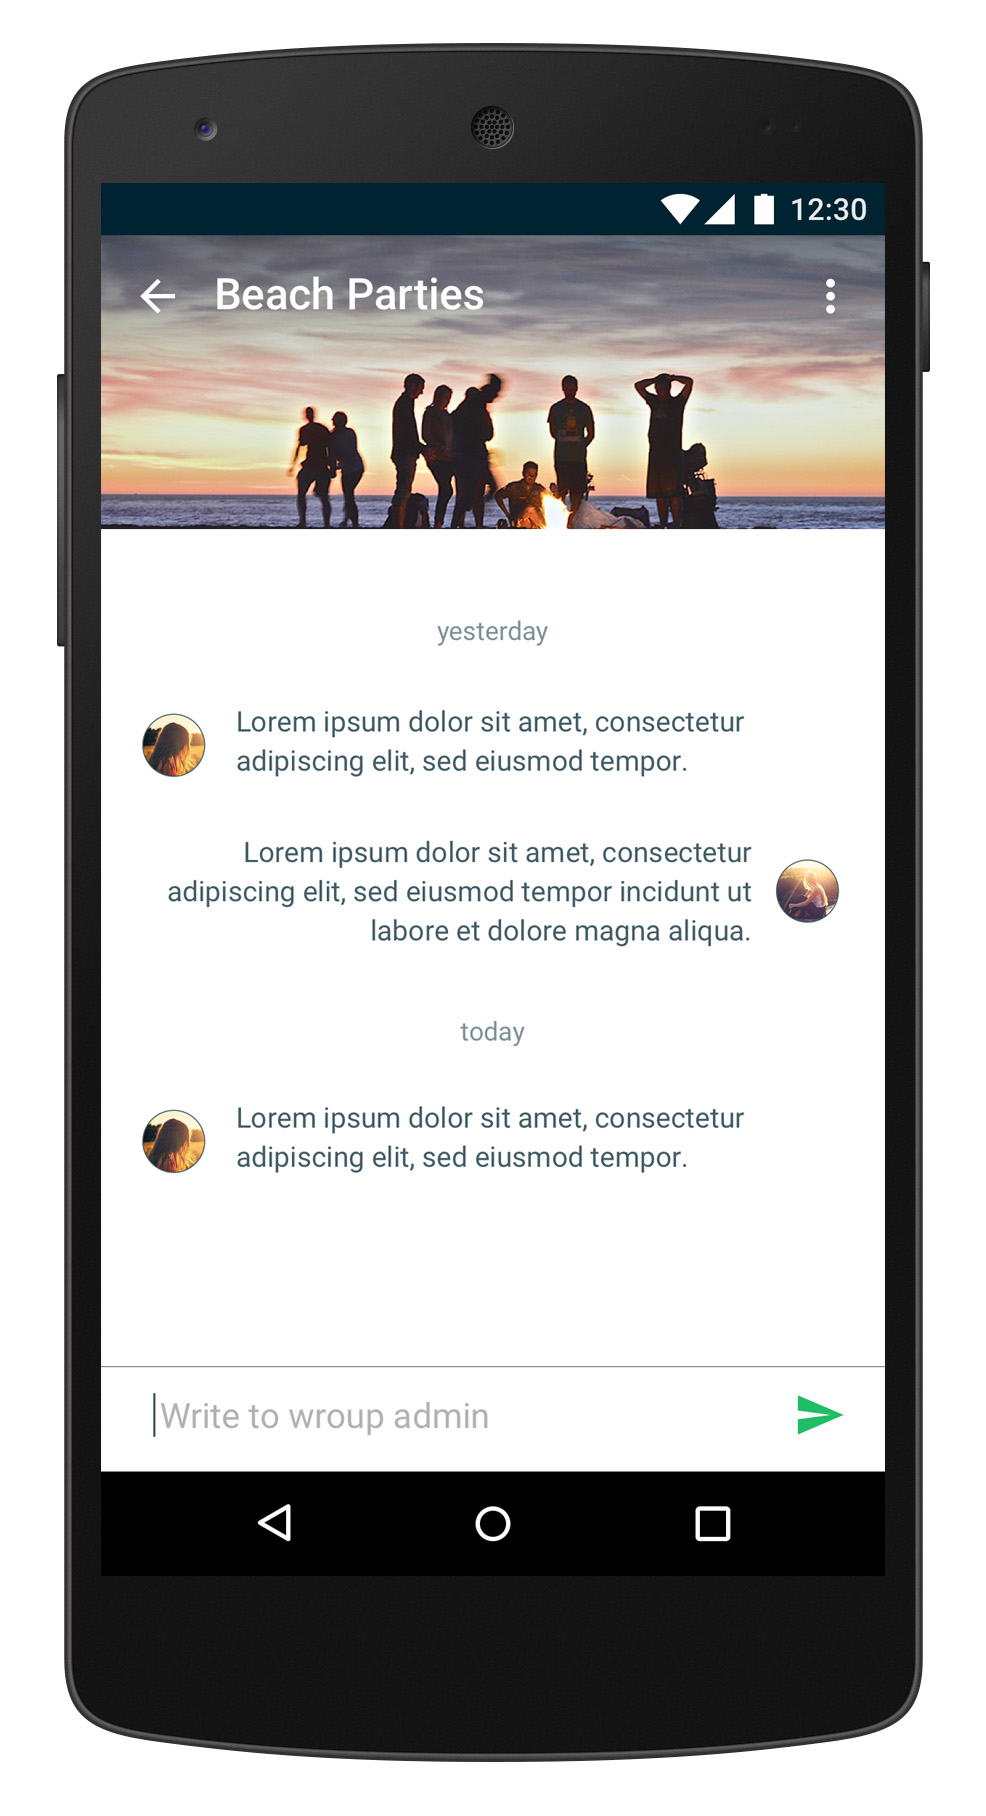 12:30
Beach Parties
yesterday
Lorem ipsum dolor sit amet, consectetur
adipiscing elit, sed eiusmod tempor.
Lorem ipsum dolor sit amet, consectetur
adipiscing elit, sed eiusmod tempor incidunt ut
labore et dolore magna aliqua.
today
Lorem ipsum dolor sit amet, consectetur
adipiscing elit, sed eiusmod tempor.
Write to wroup admin